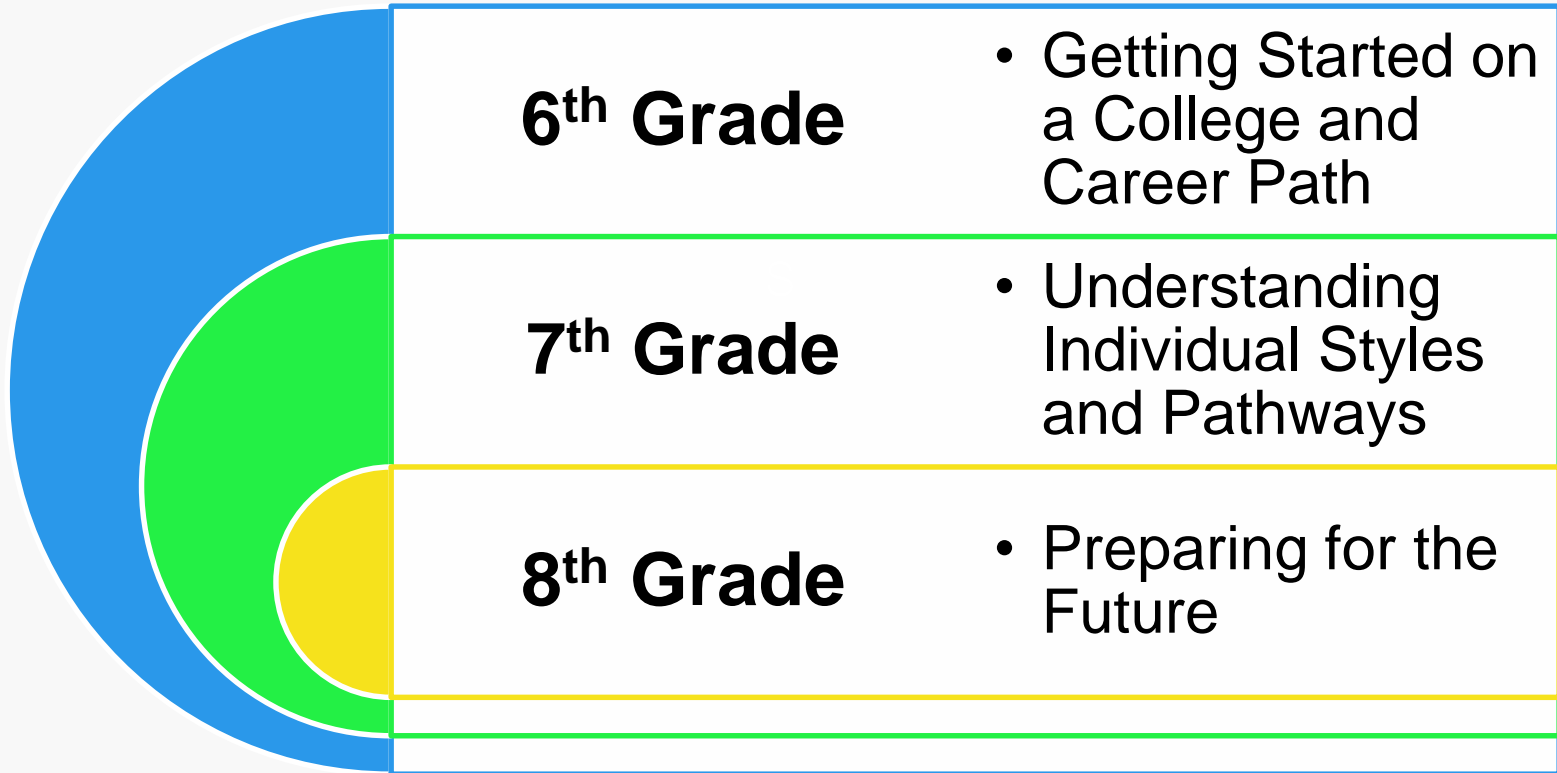 6th Grade
• Getting Started on
a College and
Career Path
7th Grade
• Understanding
Individual Styles
and Pathways
8th Grade
• Preparing for the
Future